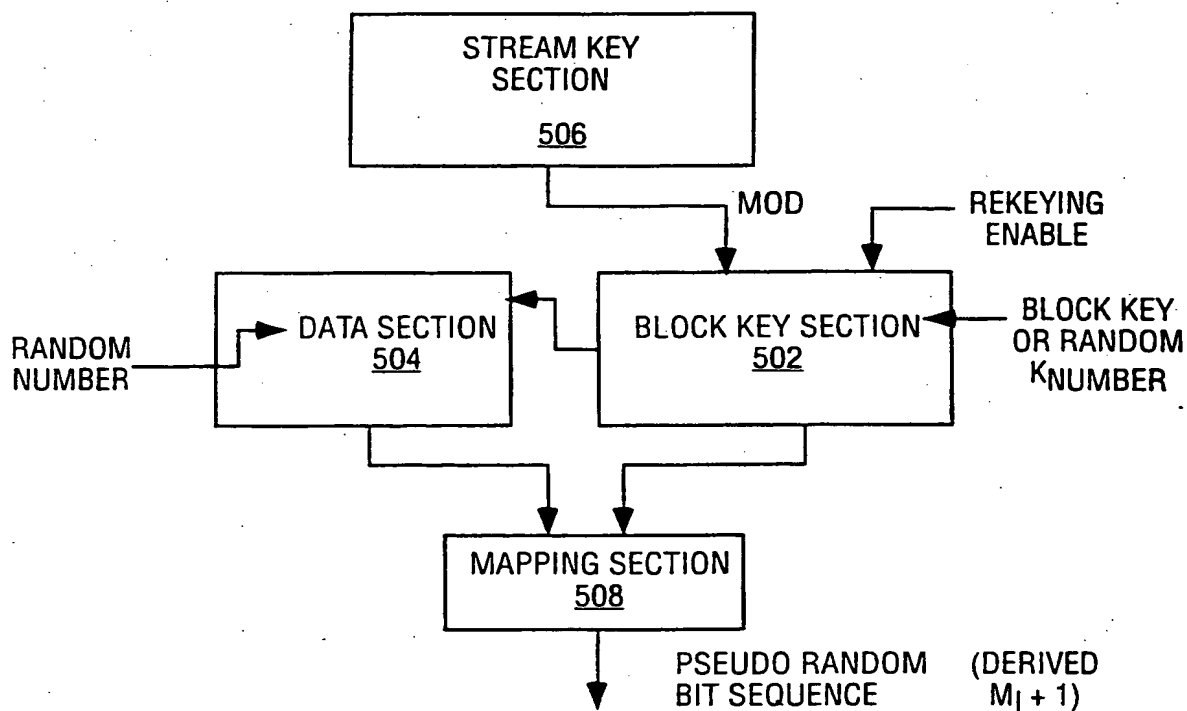 STREAM KEY
SECTION
506
MOD
REKEYING
ENABLE
RANDOM
NUMBER
DATA SECTION
504
BLOCK KEY SECTION
502
BLOCK KEY
OR RANDOM
KNUMBER
MAPPING SECTION
508
PSEUDO RANDOM (DERIVED
BIT SEQUENCE MI + 1)